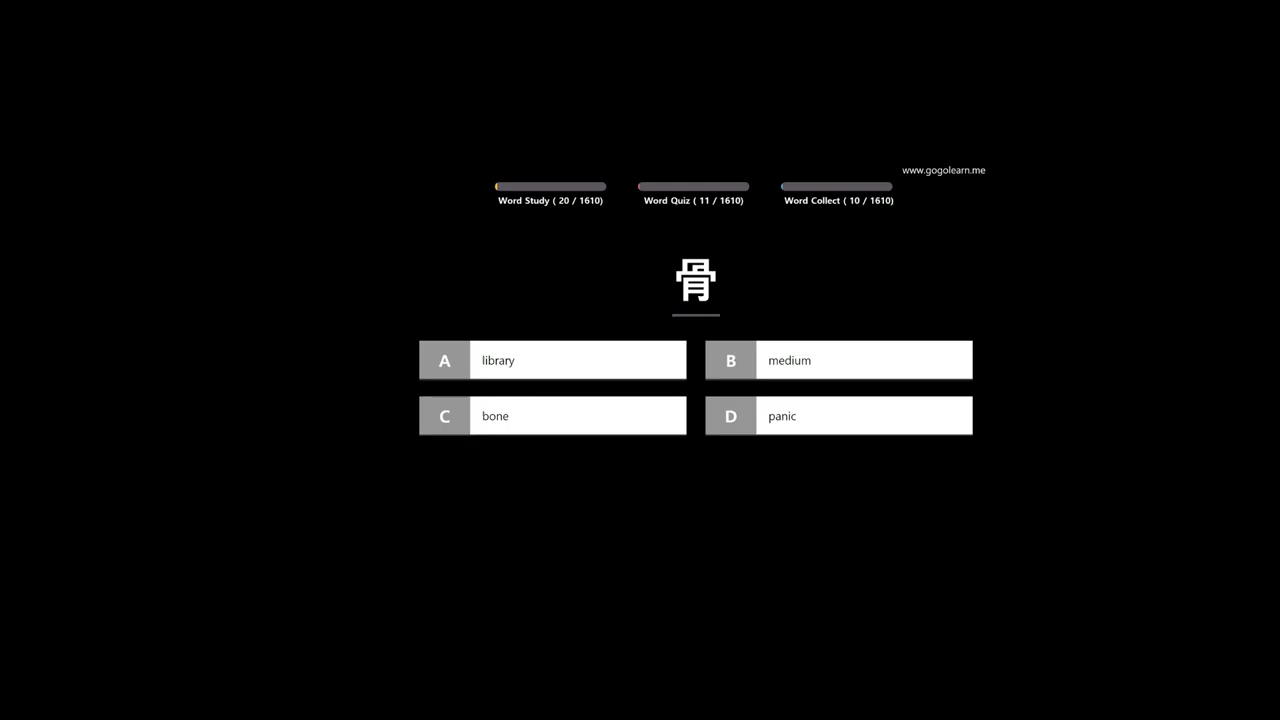 www.gogolearn.me
Word Study ( 20 / 1610) Word Quiz ( 11 / 1610) Word Collect ( 10 / 1610)
骨
A library
B medium
C bone
D panic